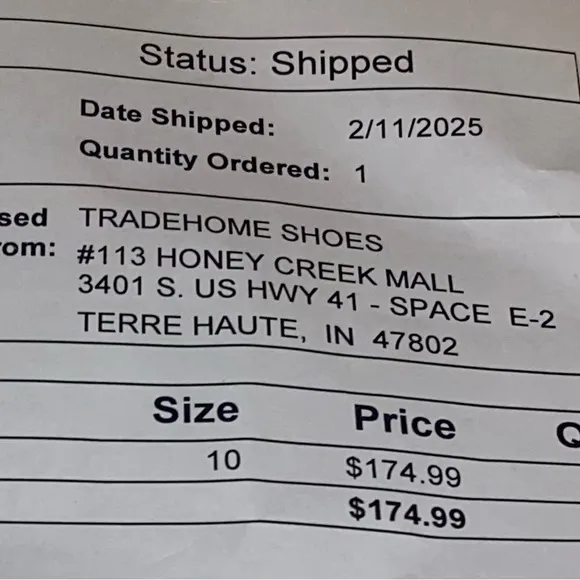 Status: Shipped
Date Shipped: 2/11/2025
Quantity Ordered: 1
sed TRADEHOME SHOES
om: #113 HONEY CREEK MALL
3401 S. US HWY 41 - SPACE E-2
TERRE HAUTE, IN 47802
Size Price Q
10 $174.99
$174.99